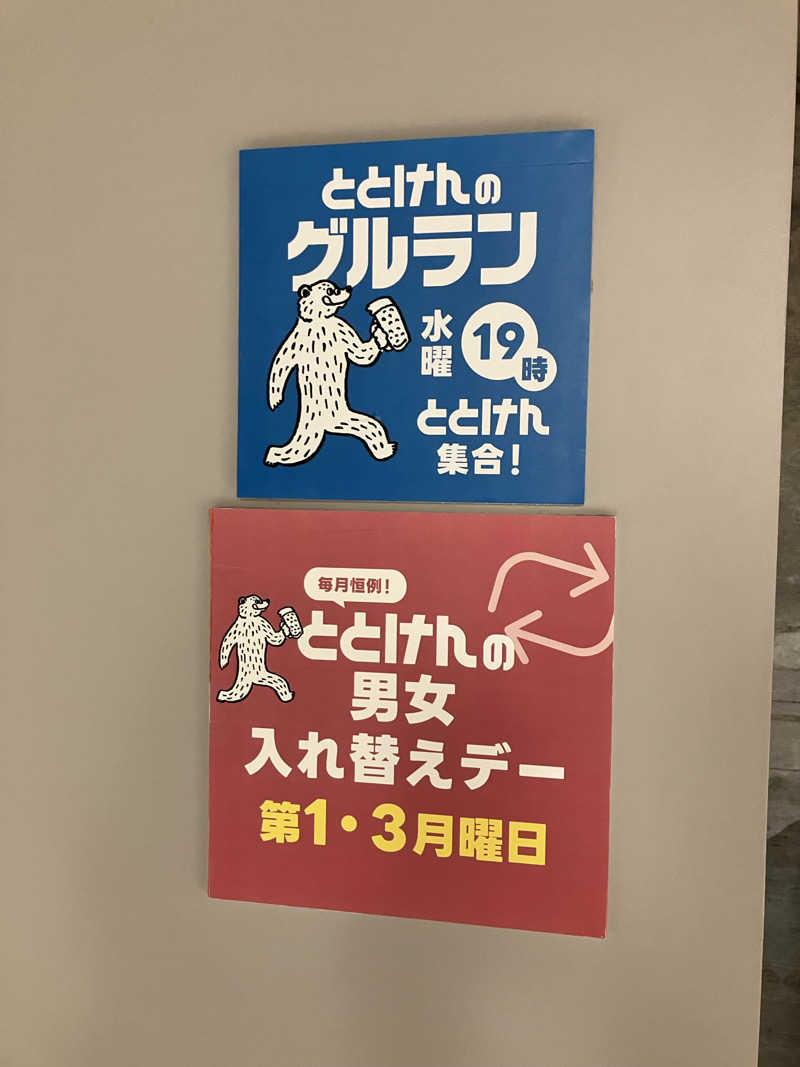 ととけんの
グルラン
水曜
19時
ととけん
集合!
毎月恒例!
ととけんの
男女
入れ替えデー
第1・3月曜日